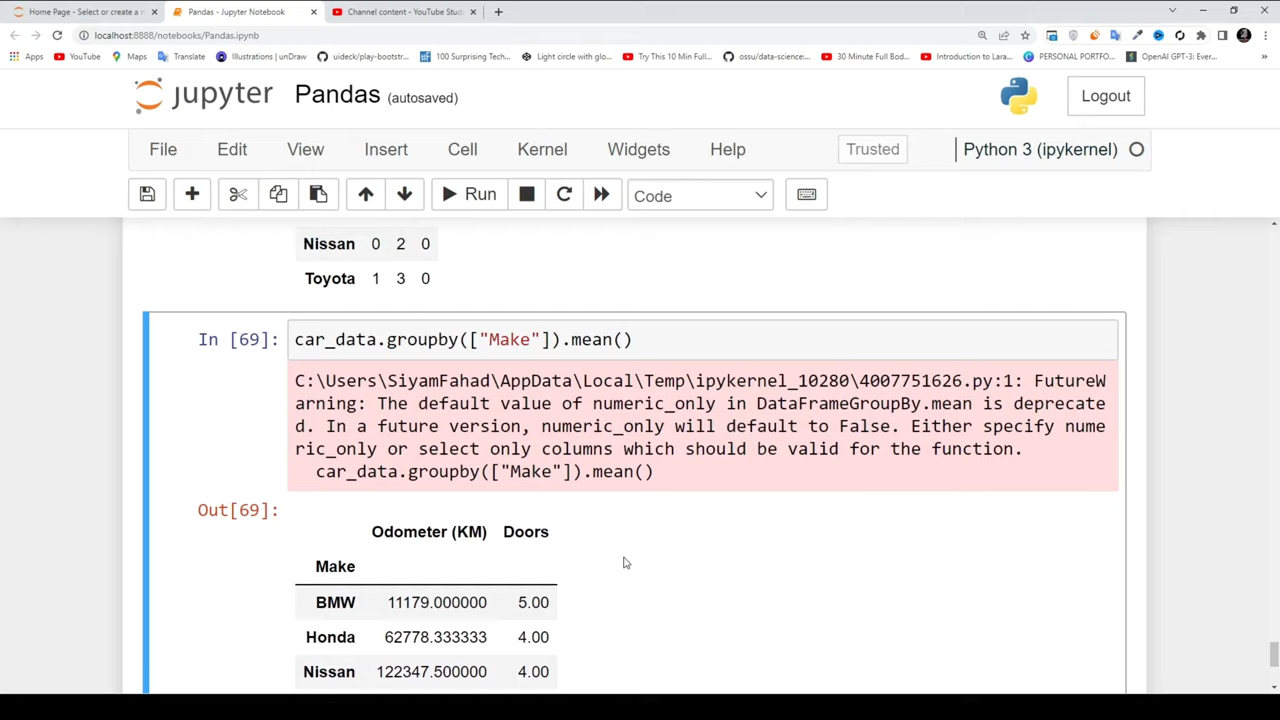 Home Page - Select or create a n
Pandas - Jupyter Notebook
Channel content - YouTube Studi
localhost:8888/notebooks/Pandas.ipynb
Apps YouTube Maps Translate Illustrations | unDraw uideck/play-bootstr... 100 Surprising Tech... Light circle with glo... Try This 10 Min Full... ossu/data-science:... 30 Minute Full Bod... Introduction to Lara... PERSONAL PORTFO... OpenAI GPT-3: Ever... »
jupyter Pandas (autosaved) Logout
File Edit View Insert Cell Kernel Widgets Help Trusted Python 3 (ipykernel)
Run Code
Nissan 0 2 0
Toyota 1 3 0
In [69]: car_data.groupby(["Make"]).mean()
C:\Users\SiyamFahad\AppData\Local\Temp\ipykernel_10280\4007751626.py:1: FutureW
arning: The default value of numeric_only in DataFrameGroupBy.mean is deprecate
d. In a future version, numeric_only will default to False. Either specify nume
ric_only or select only columns which should be valid for the function.
car_data.groupby(["Make"]).mean()
Out[69]:
Odometer (KM) Doors
Make
BMW 11179.000000 5.00
Honda 62778.333333 4.00
Nissan 122347.500000 4.00